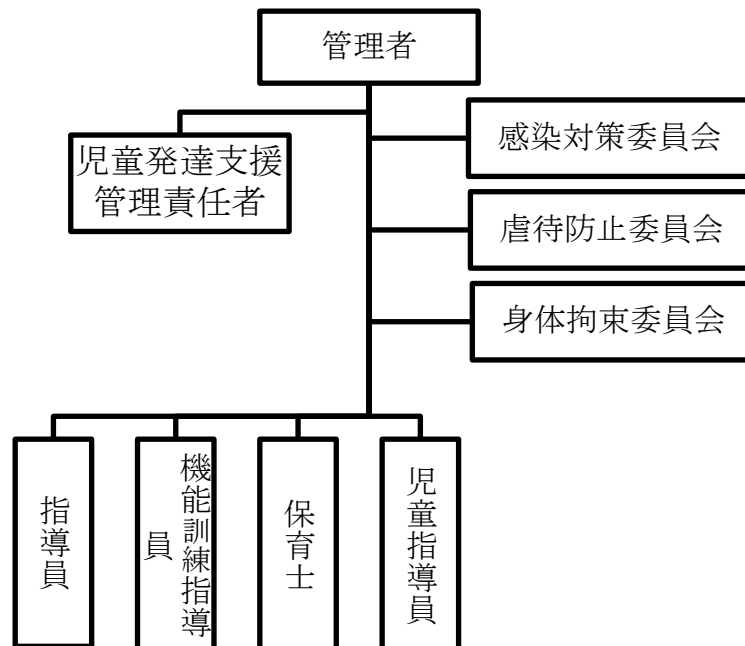 管理者
児童発達支援
管理責任者
感染対策委員会
虐待防止委員会
身体拘束委員会
指導員
機能訓練指導
員
保育士
児童指導員